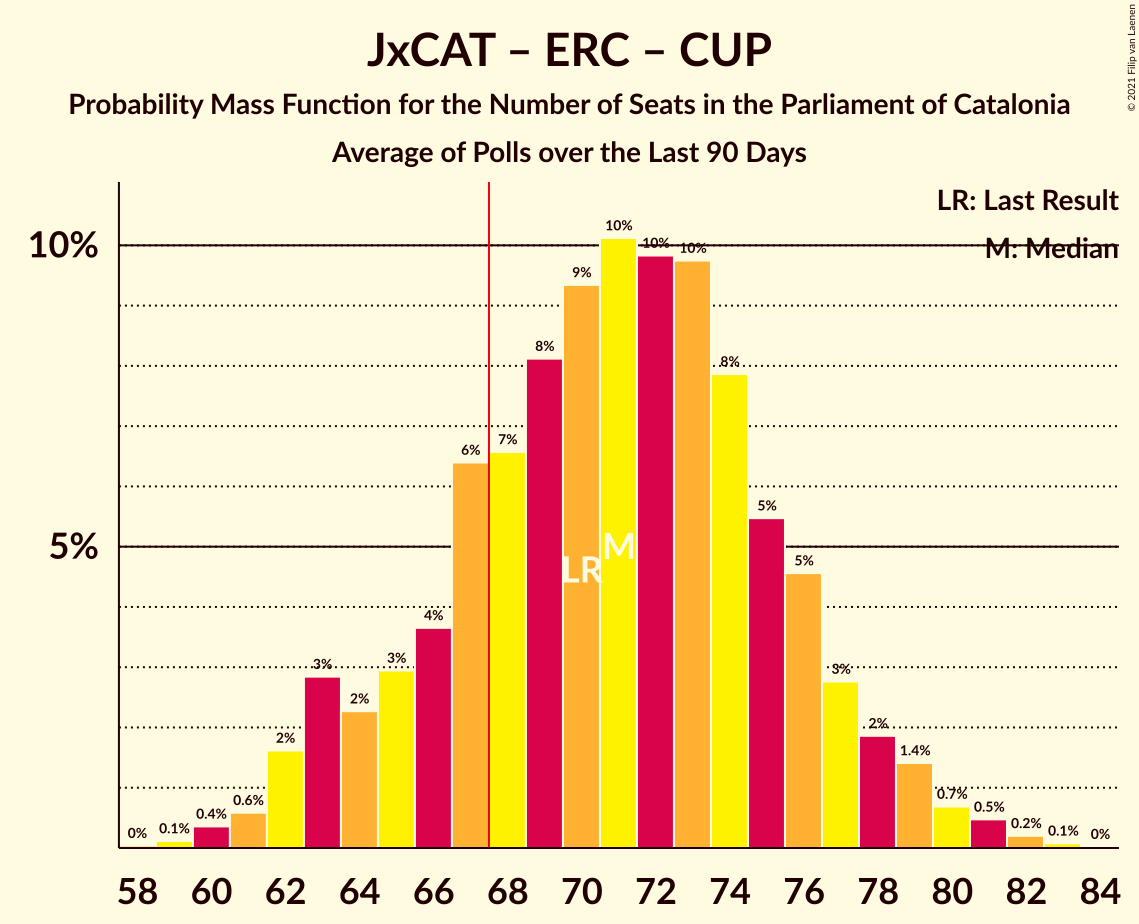 JxCAT – ERC – CUP
Probability Mass Function for the Number of Seats in the Parliament of Catalonia
Average of Polls over the Last 90 Days
© 2021 Filip van Laenen
LR: Last Result
M: Median
10%
5%
0% 0.1% 0.4% 0.6% 2% 3% 2% 3% 4% 6% 7% 8% 9% 10% 10% 10% 8% 5% 5% 3% 2% 1.4% 0.7% 0.5% 0.2% 0.1% 0%
LR M
58 60 62 64 66 68 70 72 74 76 78 80 82 84